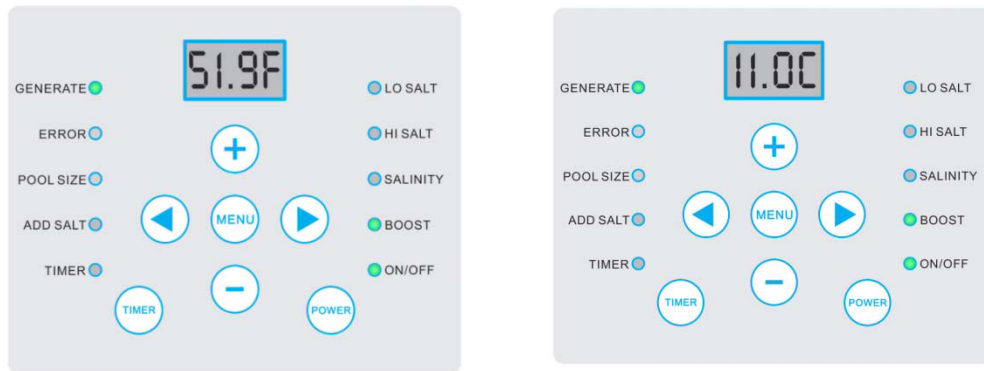 51.9F
GENERATE
LO SALT
ERROR
HI SALT
POOL SIZE
SALINITY
MENU
ADD SALT
BOOST
TIMER
ON/OFF
TIMER
POWER
11.0C
GENERATE
LO SALT
ERROR
HI SALT
POOL SIZE
SALINITY
MENU
ADD SALT
BOOST
TIMER
ON/OFF
TIMER
POWER